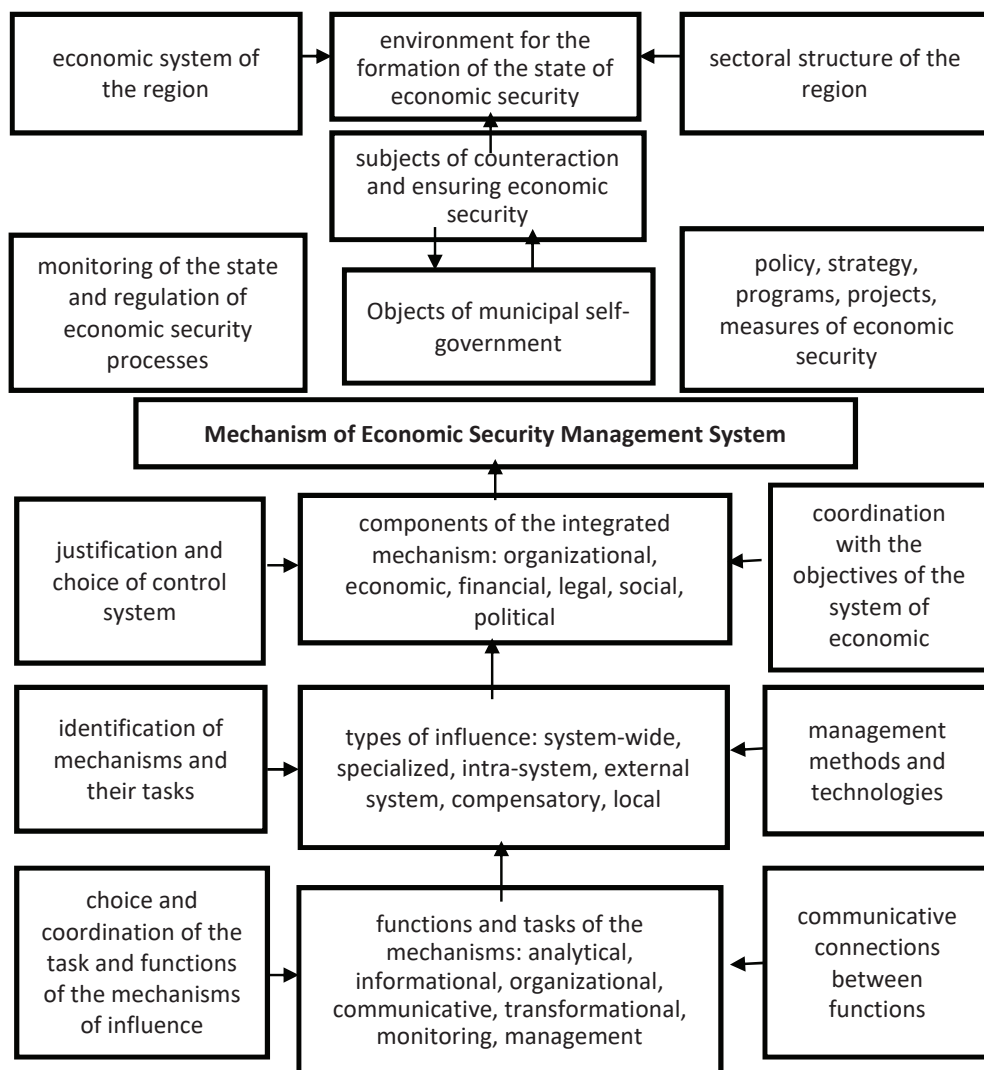 economic system of
the region
environment for the
formation of the state of
economic security
sectoral structure of the
region
subjects of counteraction
and ensuring economic
security
monitoring of the state
and regulation of
economic security
processes
Objects of municipal self-
government
policy, strategy,
programs, projects,
measures of economic
security
Mechanism of Economic Security Management System
justification and
choice of control
system
components of the integrated
mechanism: organizational,
economic, financial, legal, social,
political
coordination
with the
objectives of the
system of
economic
identification of
mechanisms and
their tasks
types of influence: system-wide,
specialized, intra-system, external
system, compensatory, local
management
methods and
technologies
choice and
coordination of the
task and functions
of the mechanisms
of influence
functions and tasks of the
mechanisms: analytical,
informational, organizational,
communicative, transformational,
monitoring, management
communicative
connections
between
functions